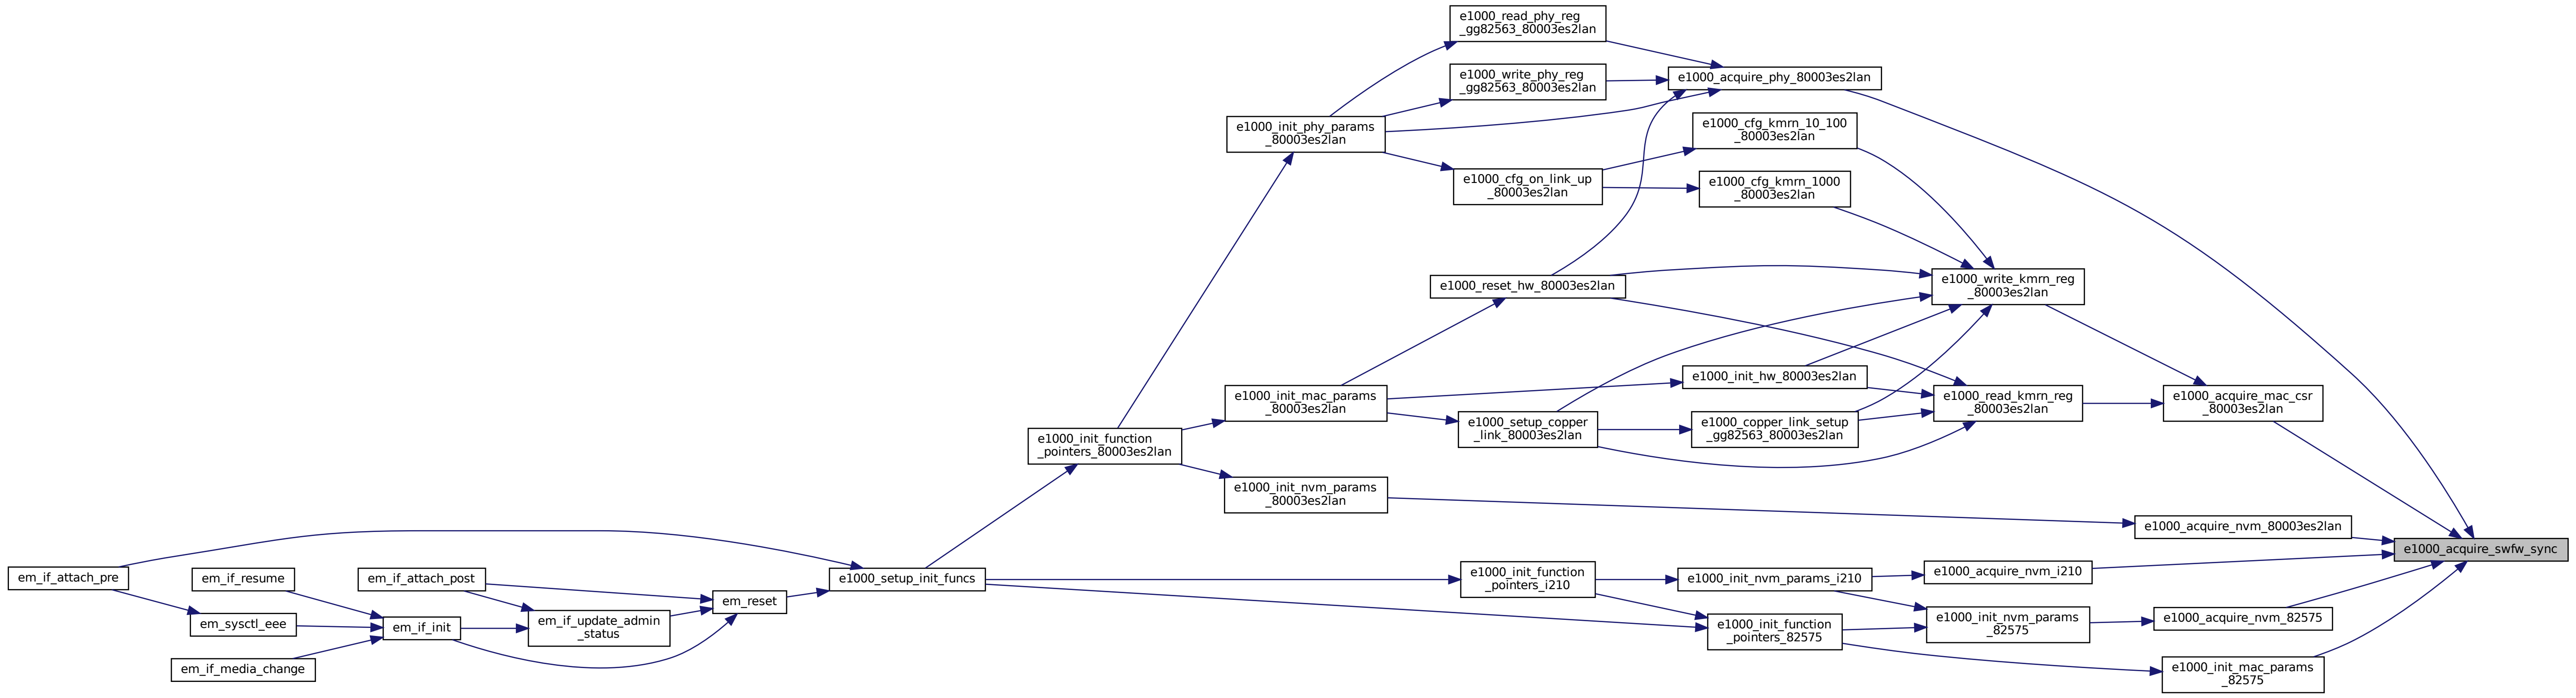 e1000_read_phy_reg
_gg82563_80003es2lan
e1000_write_phy_reg
_gg82563_80003es2lan
e1000_acquire_phy_80003es2lan
e1000_init_phy_params
_80003es2lan
e1000_cfg_kmrn_10_100
_80003es2lan
e1000_cfg_on_link_up
_80003es2lan
e1000_cfg_kmrn_1000
_80003es2lan
e1000_reset_hw_80003es2lan
e1000_write_kmrn_reg
_80003es2lan
e1000_init_hw_80003es2lan
e1000_init_mac_params
_80003es2lan
e1000_read_kmrn_reg
_80003es2lan
e1000_acquire_mac_csr
_80003es2lan
e1000_setup_copper
_link_80003es2lan
e1000_copper_link_setup
_gg82563_80003es2lan
e1000_init_function
_pointers_80003es2lan
e1000_init_nvm_params
_80003es2lan
e1000_acquire_nvm_80003es2lan
e1000_acquire_swfw_sync
em_if_attach_pre
em_if_resume
em_if_attach_post
e1000_setup_init_funcs
e1000_init_function
_pointers_i210
e1000_init_nvm_params_i210
e1000_acquire_nvm_i210
em_reset
em_sysctl_eee
em_if_init
em_if_update_admin
_status
e1000_init_function
_pointers_82575
e1000_init_nvm_params
_82575
e1000_acquire_nvm_82575
em_if_media_change
e1000_init_mac_params
_82575